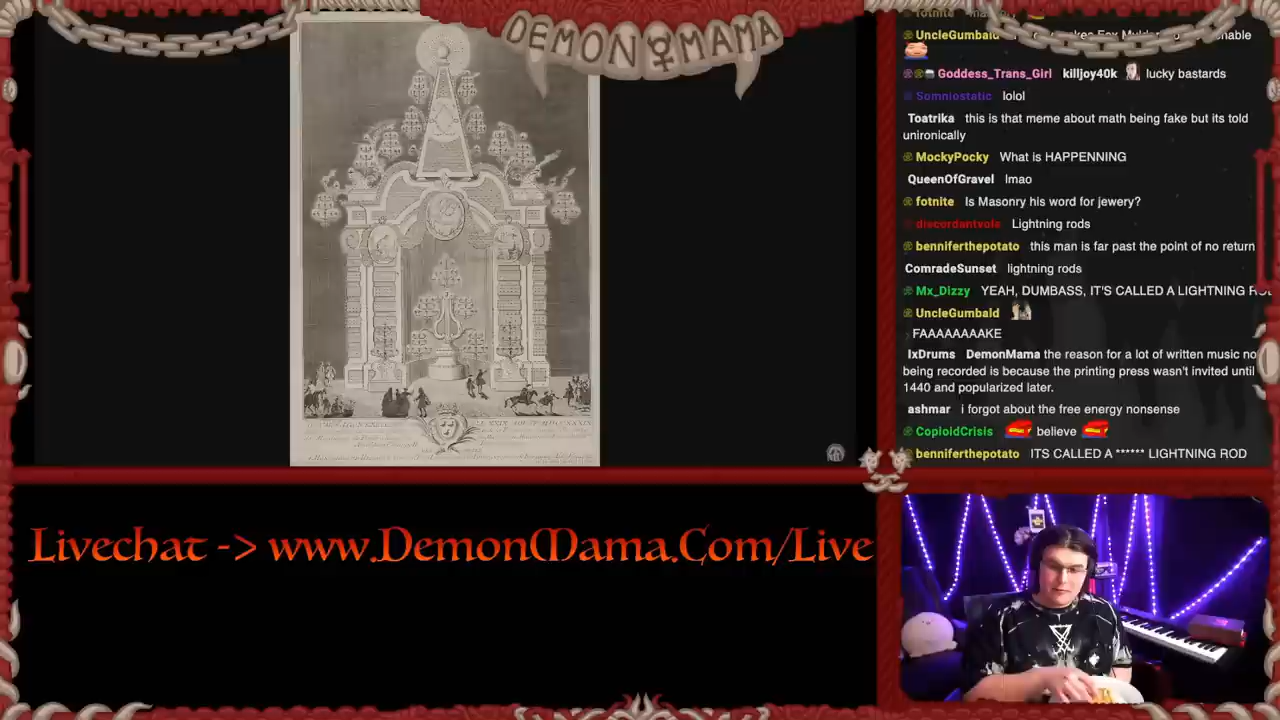 DEMON MAMA
fotnite
UncleGumbald
Goddess_Trans_Girl killjoy40k lucky bastards
Somniostatic lolol
Toatrika this is that meme about math being fake but its told
unironically
MockyPocky What is HAPPENING
QueenOfGravel lmao
fotnite Is Masonry his word for jewery?
discordantvols Lightning rods
benniferthepotato this man is far past the point of no return
ComradeSunset lightning rods
Mx_Dizzy YEAH, DUMBASS, IT'S CALLED A LIGHTNING
UncleGumbald
FAAAAAAAAKE
IxDrums DemonMama the reason for a lot of written music no
being recorded is because the printing press wasn't invited until
1440 and popularized later.
ashmar i forgot about the free energy nonsense
CopioidCrisis believe
benniferthepotato ITS CALLED A ****** LIGHTNING ROD
Livechat -> www.DemonMama.Com/Live